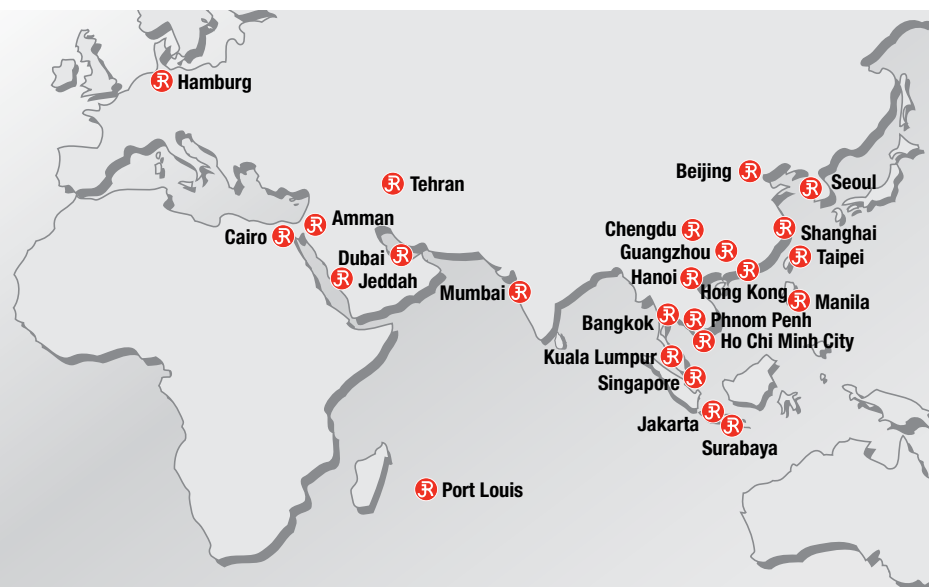 Hamburg
Beijing
Tehran
Seoul
Amman
Chengdu
Shanghai
Cairo
Guangzhou
Dubai
Taipei
Hanoi
Jeddah
Mumbai
Hong Kong
Manila
Bangkok
Phnom Penh
Ho Chi Minh City
Kuala Lumpur
Singapore
Jakarta
Surabaya
Port Louis